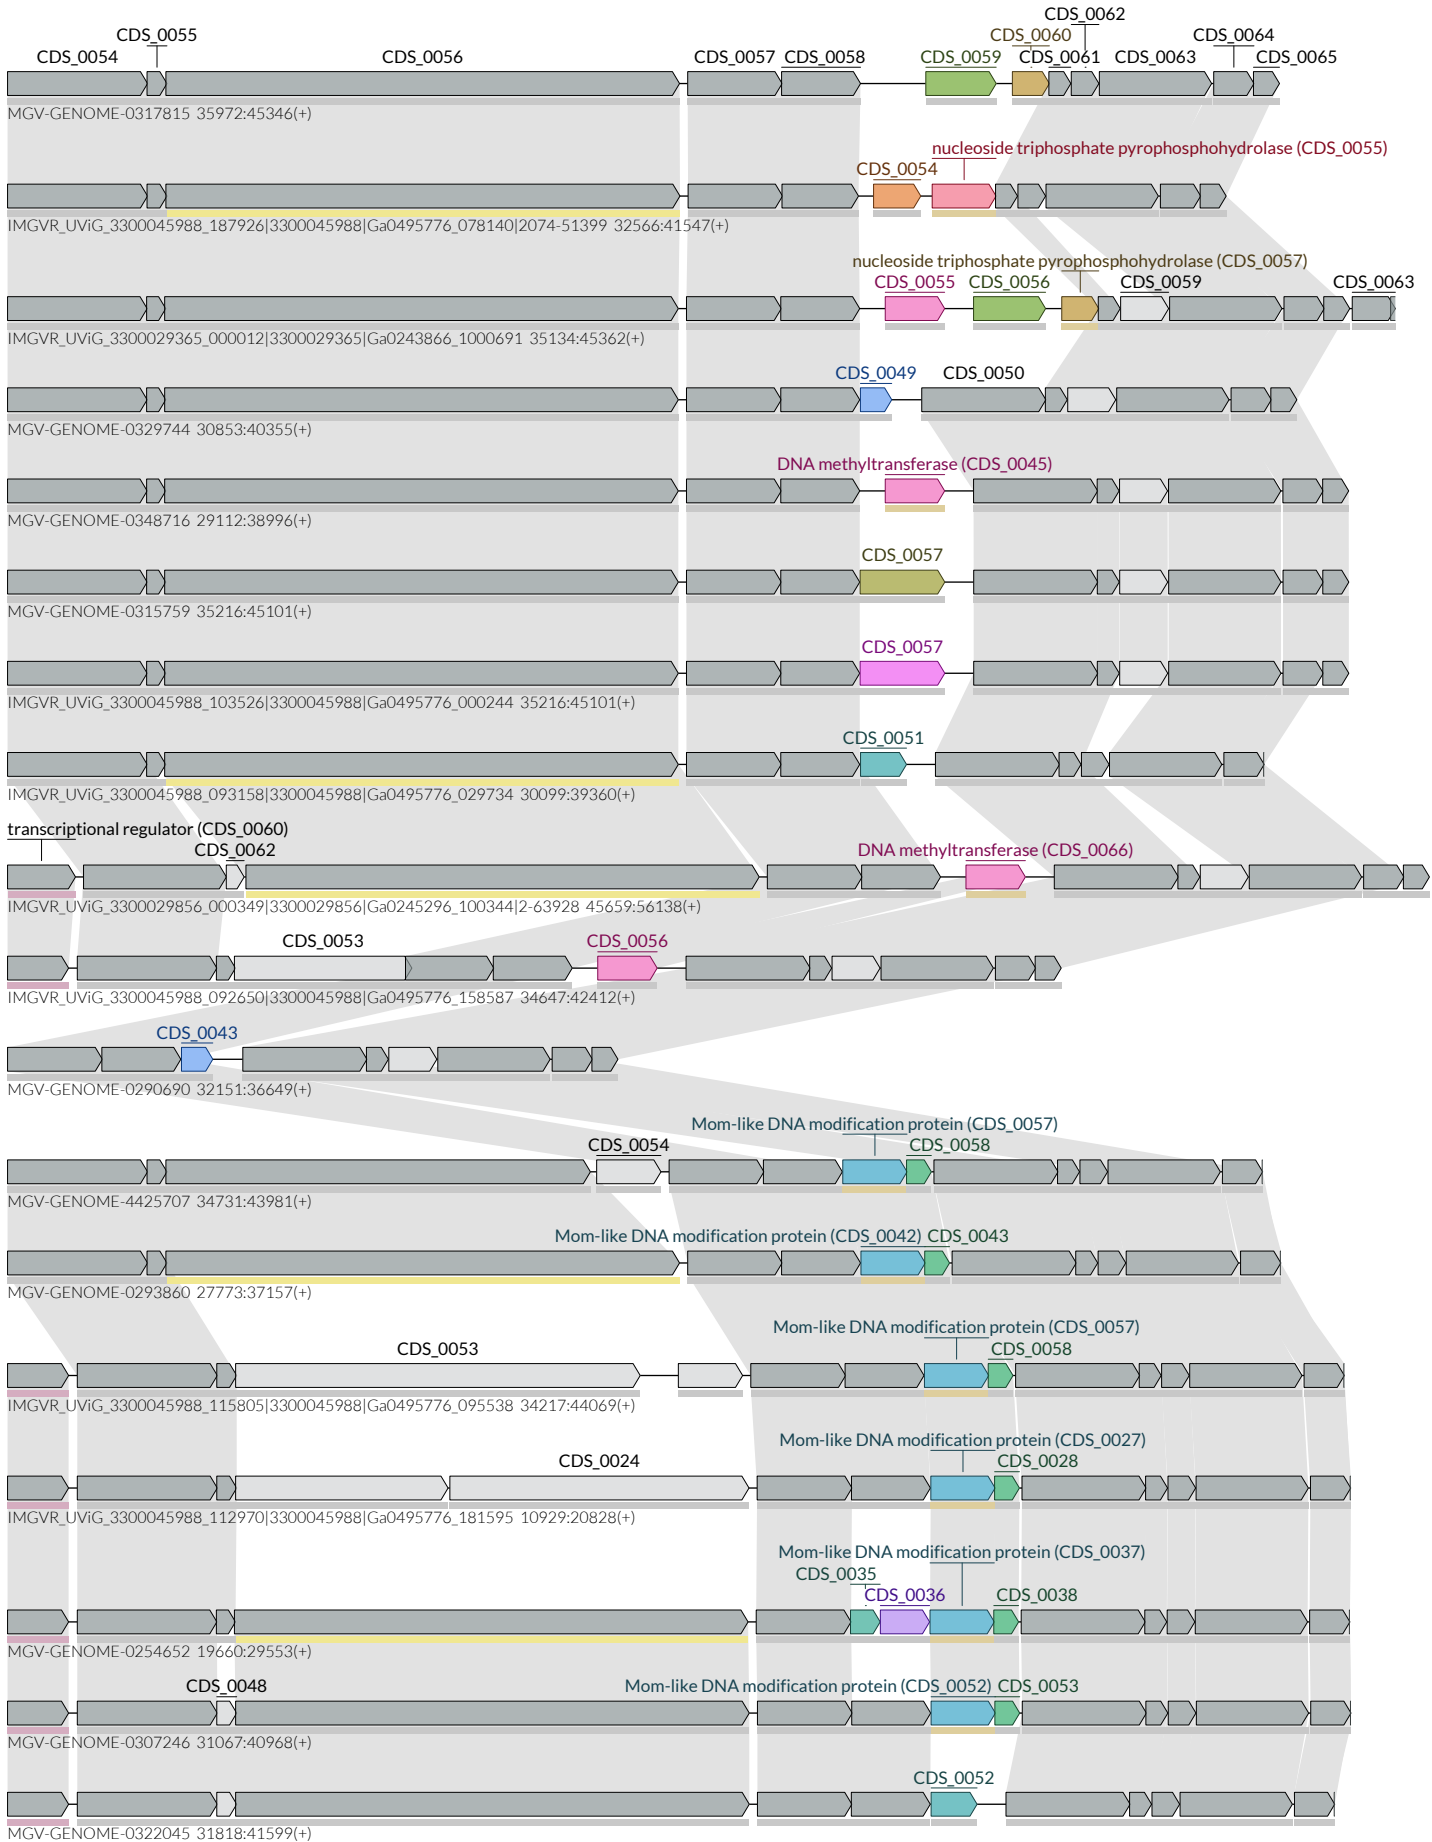 CDS_0062
CDS_0055 CDS_0060 CDS_0064
CDS_0054 CDS_0056 CDS_0057 CDS_0058 CDS_0059 CDS_0061 CDS_0063 CDS_0065
MGV-GENOME-0317815 35972:45346(+)
nucleoside triphosphate pyrophosphohydrolase (CDS_0055)
CDS_0054
IMGVR_UViG_3300045988_187926|3300045988|Ga0495776_078140|2074-51399 32566:41547(+)
nucleoside triphosphate pyrophosphohydrolase (CDS_0057)
CDS_0055 CDS_0056 CDS_0059 CDS_0063
IMGVR_UViG_3300029365_000012|3300029365|Ga0243866_1000691 35134:45362(+)
CDS_0049 CDS_0050
MGV-GENOME-0329744 30853:40355(+)
DNA methyltransferase (CDS_0045)
MGV-GENOME-0348716 29112:38996(+)
CDS_0057
MGV-GENOME-0315759 35216:45101(+)
CDS_0057
IMGVR_UViG_3300045988_103526|3300045988|Ga0495776_000244 35216:45101(+)
CDS_0051
IMGVR_UViG_3300045988_093158|3300045988|Ga0495776_029734 30099:39360(+)
transcriptional regulator (CDS_0060)
CDS_0062 DNA methyltransferase (CDS_0066)
IMGVR_UViG_3300029856_000349|3300029856|Ga0245296_100344|2-63928 45659:56138(+)
CDS_0053 CDS_0056
IMGVR_UViG_3300045988_092650|3300045988|Ga0495776_158587 34647:42412(+)
CDS_0043
MGV-GENOME-0290690 32151:36649(+)
Mom-like DNA modification protein (CDS_0057)
CDS_0054 CDS_0058
MGV-GENOME-4425707 34731:43981(+)
Mom-like DNA modification protein (CDS_0042) CDS_0043
MGV-GENOME-0293860 27773:37157(+)
Mom-like DNA modification protein (CDS_0057)
CDS_0053 CDS_0058
IMGVR_UViG_3300045988_115805|3300045988|Ga0495776_095538 34217:44069(+)
Mom-like DNA modification protein (CDS_0027)
CDS_0024 CDS_0028
IMGVR_UViG_3300045988_112970|3300045988|Ga0495776_181595 10929:20828(+)
Mom-like DNA modification protein (CDS_0037)
CDS_0035
CDS_0036 CDS_0038
MGV-GENOME-0254652 19660:29553(+)
CDS_0048 Mom-like DNA modification protein (CDS_0052) CDS_0053
MGV-GENOME-0307246 31067:40968(+)
CDS_0052
MGV-GENOME-0322045 31818:41599(+)